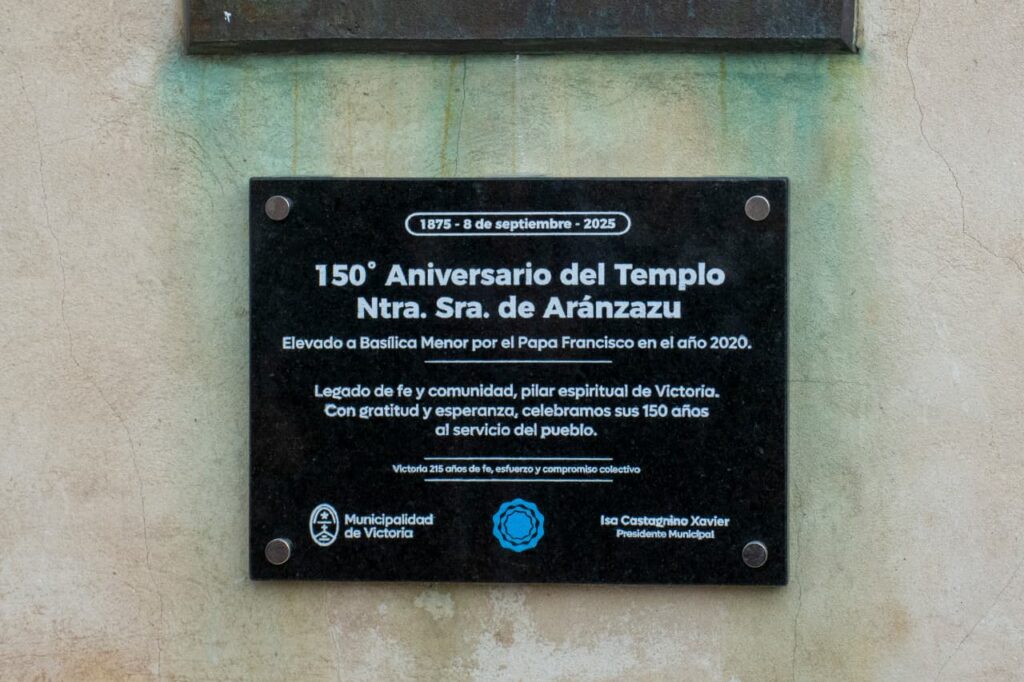 1875 - 8 de septiembre - 2025
150° Aniversario del Templo
Ntra. Sra. de Aránzazu
Elevado a Basílica Menor por el Papa Francisco en el año 2020.
Legado de fe y comunidad, pilar espiritual de Victoria.
Con gratitud y esperanza, celebramos sus 150 años
al servicio del pueblo.
Victoria 215 años de fe, esfuerzo y compromiso colectivo
Municipalidad
de Victoria
Isa Castagnino Xavier
Presidente Municipal